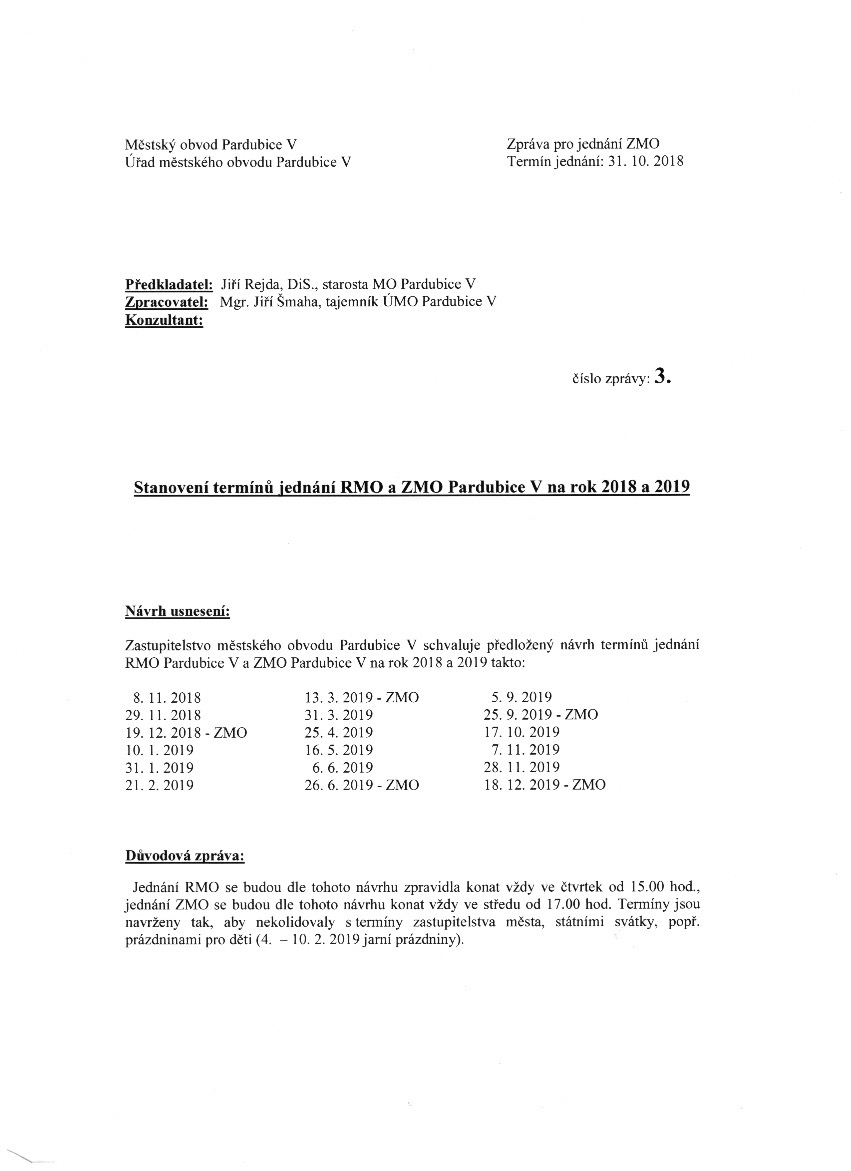 Městský obvod Pardubice V
Úřad městského obvodu Pardubice V
Zpráva pro jednání ZMO
Termín jednání: 31. 10. 2018
Předkladatel: Jiří Rejda, DiS., starosta MO Pardubice V
Zpracovatel: Mgr. Jiří Šmaha, tajemník ÚMO Pardubice V
Konzultant:
číslo zprávy: 3.
Stanovení termínů jednání RMO a ZMO Pardubice V na rok 2018 a 2019
Návrh usnesení:
Zastupitelstvo městského obvodu Pardubice V schvaluje předložený návrh termínů jednání
RMO Pardubice V a ZMO Pardubice V na rok 2018 a 2019 takto:
8. 11. 2018
29. 11. 2018
19. 12. 2018 - ZMO
10. 1. 2019
31. 1. 2019
21. 2. 2019
13. 3. 2019 - ZMO
31. 3. 2019
25. 4. 2019
16. 5. 2019
6. 6. 2019
26. 6. 2019 - ZMO
5. 9. 2019
25. 9. 2019 - ZMO
17. 10. 2019
7. 11. 2019
28. 11. 2019
18. 12. 2019 - ZMO
Důvodová zpráva:
Jednání RMO se budou dle tohoto návrhu zpravidla konat vždy ve čtvrtek od 15.00 hod.,
jednání ZMO se budou dle tohoto návrhu konat vždy ve středu od 17.00 hod. Termíny jsou
navrženy tak, aby nekolidovaly s termíny zastupitelstva města, státními svátky, popř.
prázdninami pro děti (4. – 10. 2. 2019 jarní prázdniny).